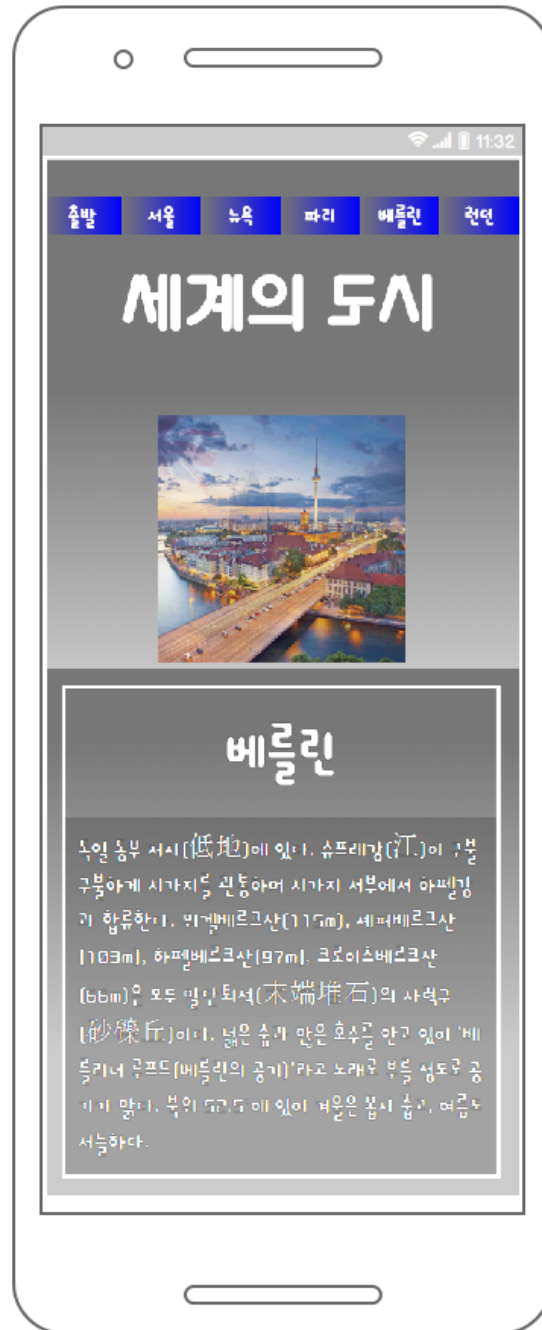 11:32
출발 서울 뉴욕 파리 베를린 런던
세계의 도시
베를린
독일 동부 저지(低地)에 있다. 슈프레강(江)이 구불
구불하게 시가지를 관통하며 시가지 서부에서 하펠강
과 합류한다. 뮈겔베르크산(115m), 셰퍼베르크산
(103m), 하펠베르크산(97m), 크로이츠베르크산
(66m)은 모두 말단퇴석(末端堆石)의 사력구
(砂礫丘)이다. 넓은 숲과 많은 호수를 안고 있어 '베
를리너 루프트(베를린의 공기)'라고 노래로 부를 정도로 공
기가 맑다. 북위 52.5°에 있어 겨울은 몹시 춥고, 여름도
서늘하다.